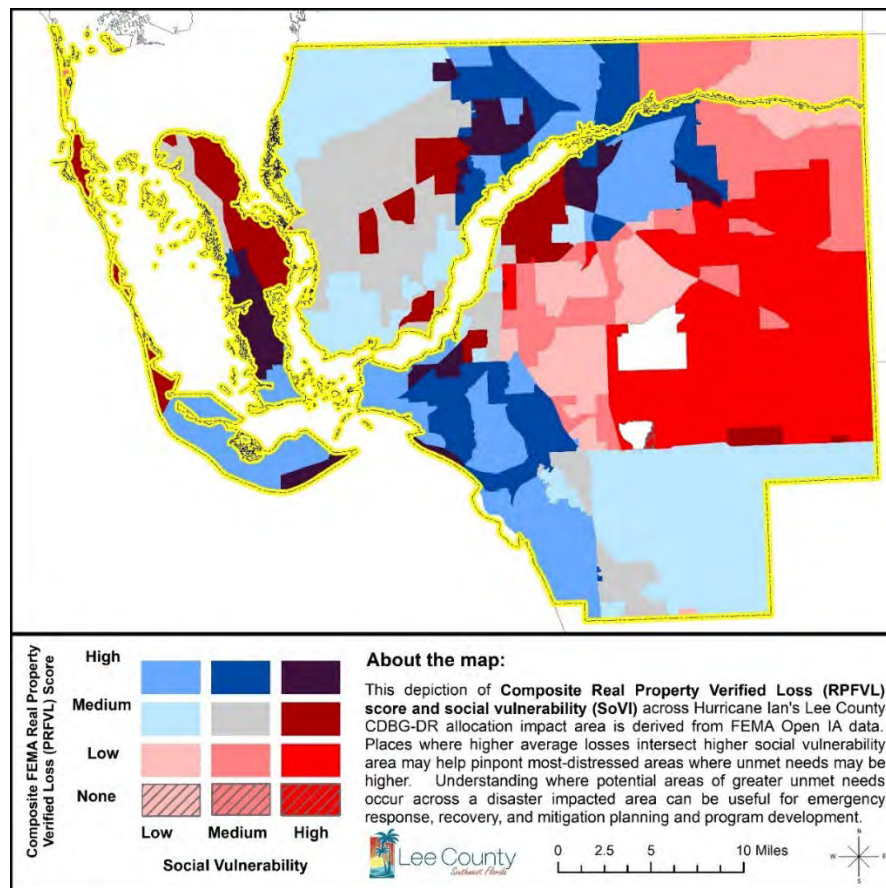 Composite FEMA Real Property
Verified Loss (PRFVL) Score
High
Medium
Low
None
Low
Medium
High
Social Vulnerability
About the map:
This depiction of Composite Real Property Verified Loss (RPFVL)
score and social vulnerability (SoVI) across Hurricane Ian's Lee County
CDBG-DR allocation impact area is derived from FEMA Open IA data.
Places where higher average losses intersect higher social vulnerability
area may help pinpont most-distressed areas where unmet needs may be
higher. Understanding where potential areas of greater unmet needs
occur across a disaster impacted area can be useful for emergency
response, recovery, and mitigation planning and program development.
Lee County
Southwest Florida
0 2.5 5 10 Miles
N
W E
S